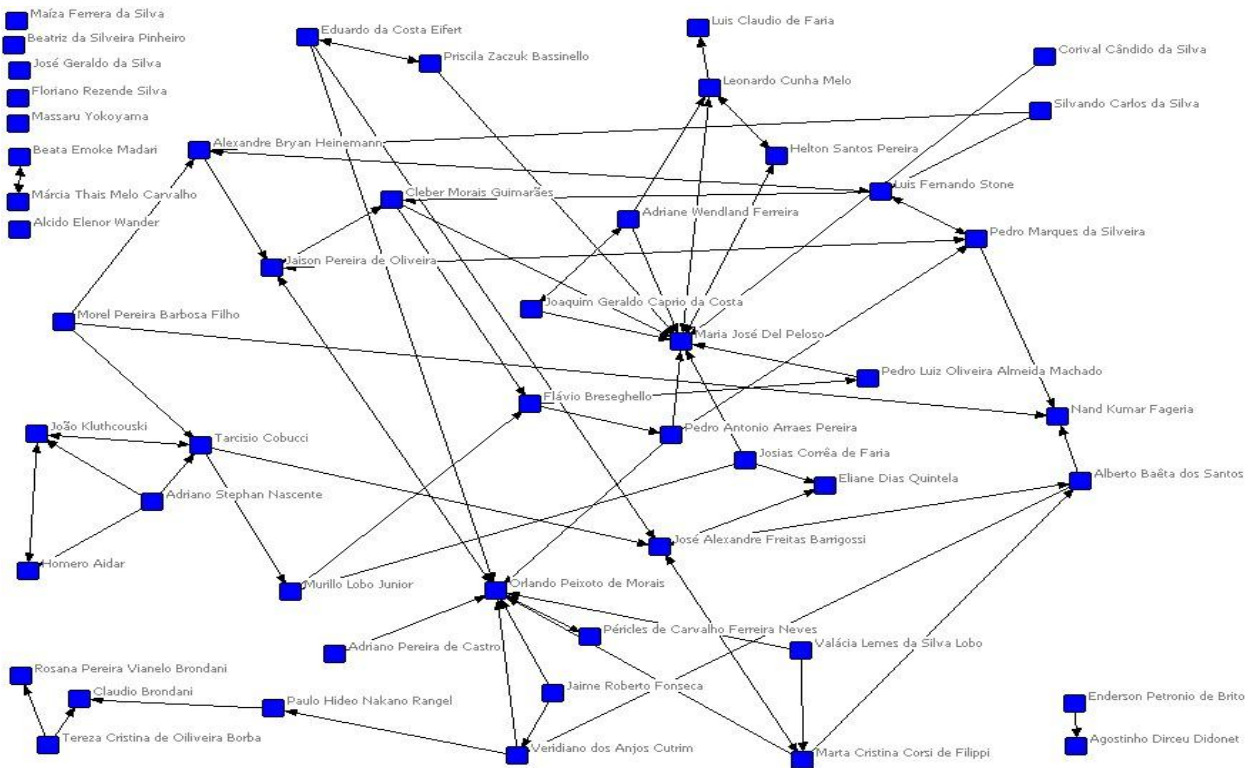 Maíza Ferrera da Silva
Beatriz da Silveira Pinheiro
José Geraldo da Silva
Floriano Rezende Silva
Massaru Yokoyama
Beata Emoke Madari
Márcia Thais Melo Carvalho
Alcido Elenor Wander
Eduardo da Costa Eifert
Priscila Zaczuk Bassinello
Luis Claudio de Faria
Leonardo Cunha Melo
Corival Cândido da Silva
Silvando Carlos da Silva
Alexandre Bryan Heinemann
Helton Santos Pereira
Cleber Morais Guimarães
Luis Fernando Stone
Adriane Wendland Ferreira
Pedro Marques da Silveira
Jaison Pereira de Oliveira
Joaquim Geraldo Caprio da Costa
Morel Pereira Barbosa Filho
Maria José Del Peloso
Pedro Luiz Oliveira Almeida Machado
Flávio Breseghello
Nand Kumar Fageria
João Kluthcouski
Tarcisio Cobucci
Pedro Antonio Arraes Pereira
Josias Corrêa de Faria
Alberto Baêta dos Santos
Eliane Dias Quintela
Adriano Stephan Nascente
José Alexandre Freitas Barrigossi
Homero Aidar
Murillo Lobo Junior
Orlando Peixoto de Morais
Péricles de Carvalho Ferreira Neves
Adriano Pereira de Castro
Valácia Lemes da Silva Lobo
Rosana Pereira Vianelo Brondani
Claudio Brondani
Paulo Hideo Nakano Rangel
Jaime Roberto Fonseca
Enderson Petronio de Brito
Tereza Cristina de Oiliveira Borba
Veridiano dos Anjos Cutrim
Marta Cristina Corsi de Filippi
Agostinho Dirceu Didonet